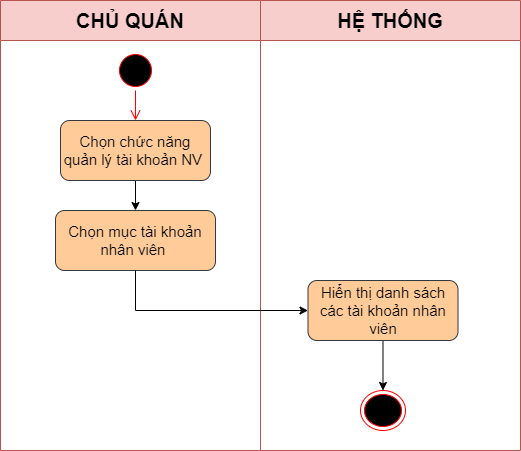 CHỦ QUÁN
HỆ THỐNG
Chọn chức năng
quản lý tài khoản NV
Chọn mục tài khoản
nhân viên
Hiển thị danh sách
các tài khoản nhân
viên